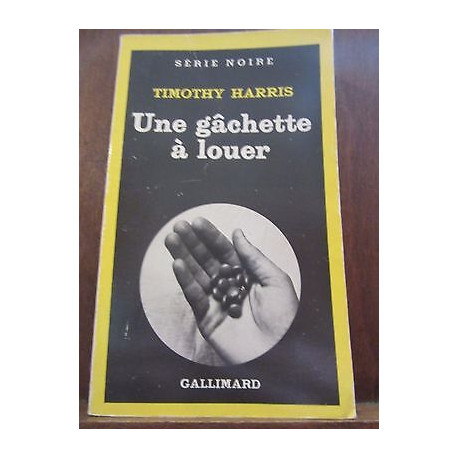 SÉRIE NOIRE
TIMOTHY HARRIS
Une gâchette
à louer
GALLIMARD